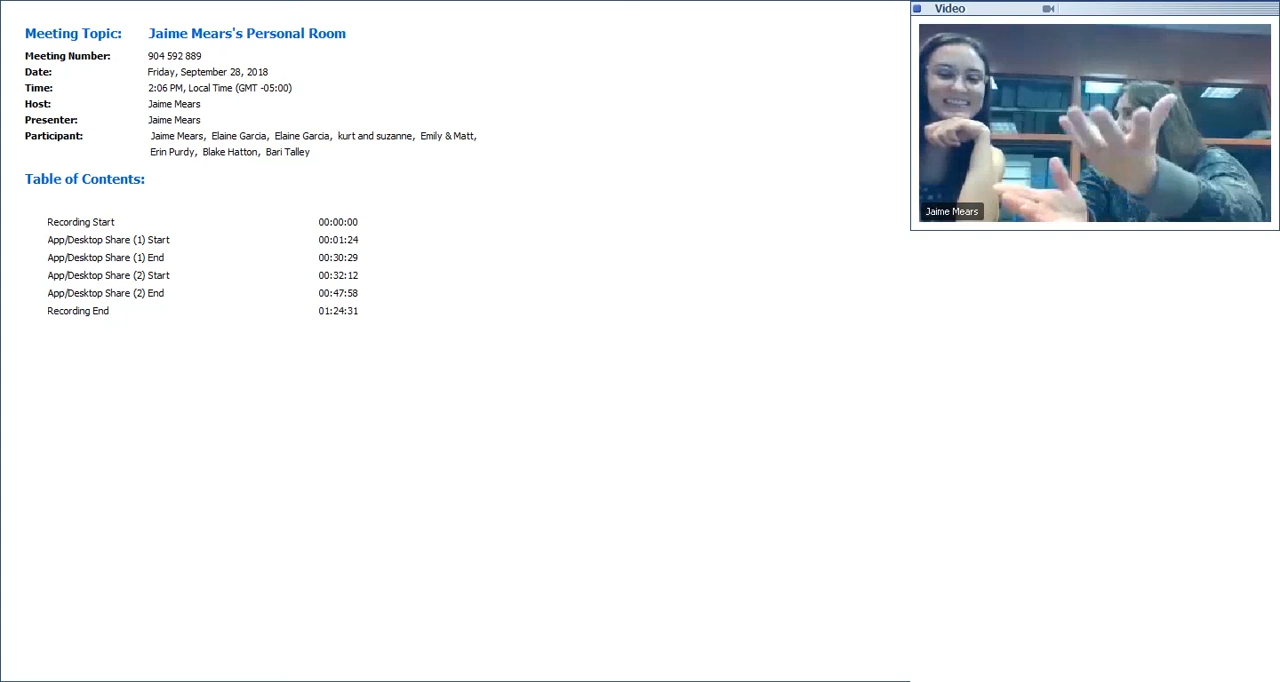 Meeting Topic: Jaime Mears's Personal Room
Meeting Number: 904 592 889
Date: Friday, September 28, 2018
Time: 2:06 PM, Local Time (GMT -05:00)
Host: Jaime Mears
Presenter: Jaime Mears
Participant: Jaime Mears, Elaine Garcia, Elaine Garcia, kurt and suzanne, Emily & Matt,
Erin Purdy, Blake Hatton, Bari Talley
Table of Contents:
Recording Start 00:00:00
App/Desktop Share (1) Start 00:01:24
App/Desktop Share (1) End 00:30:29
App/Desktop Share (2) Start 00:32:12
App/Desktop Share (2) End 00:47:58
Recording End 01:24:31
Video
Jaime Mears